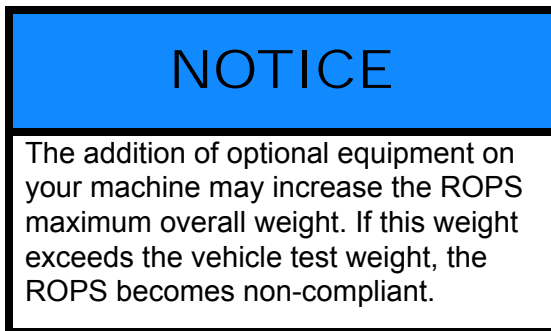 NOTICE
The addition of optional equipment on
your machine may increase the ROPS
maximum overall weight. If this weight
exceeds the vehicle test weight, the
ROPS becomes non-compliant.